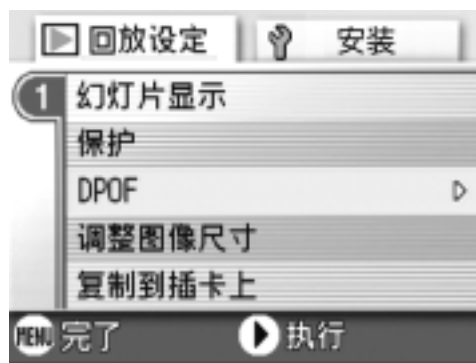 回放设定 安装
1 幻灯片显示
保护
DPOF
调整图像尺寸
复制到插卡上
MENU 完了 执行